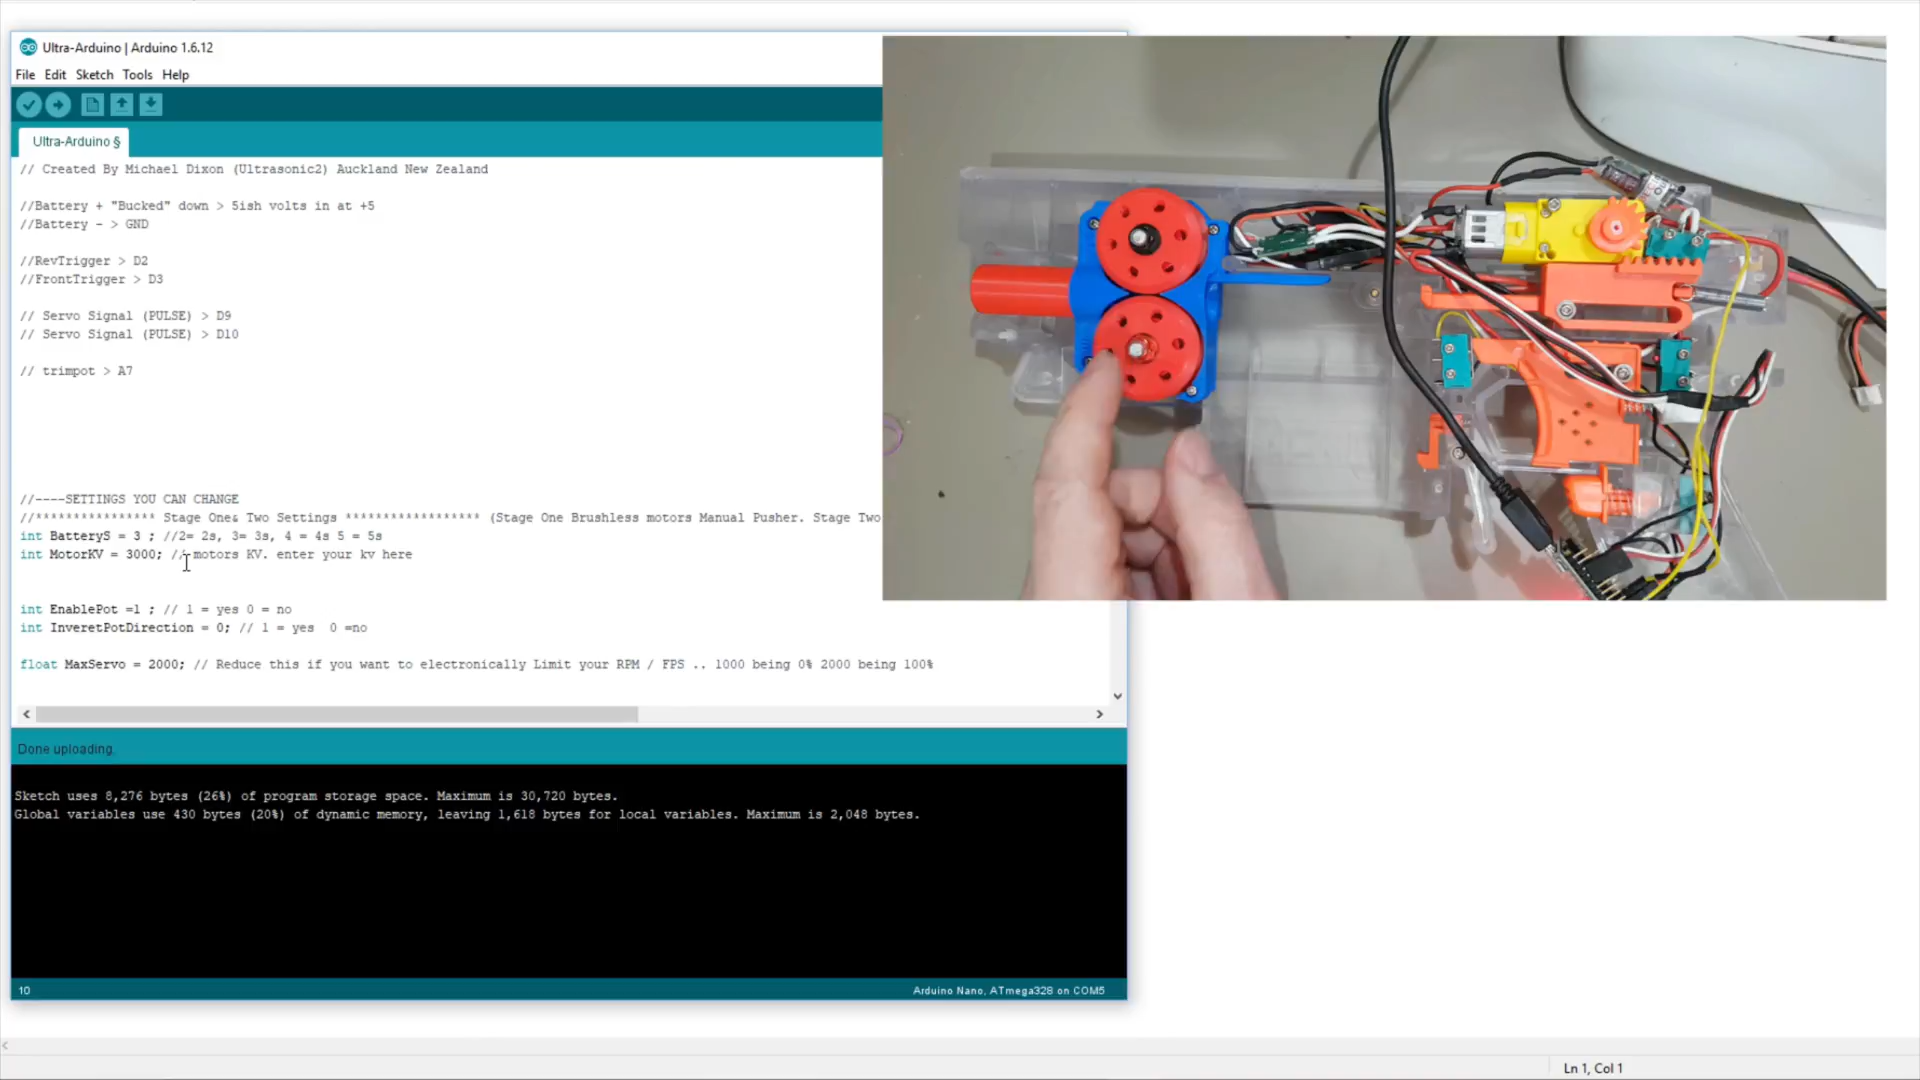 Ultra-Arduino | Arduino 1.6.12
File Edit Sketch Tools Help
Ultra-Arduino §
// Created By Michael Dixon (Ultrasonic2) Auckland New Zealand
//Battery + "Bucked" down > 5ish volts in at +5
//Battery - > GND
//RevTrigger > D2
//FrontTrigger > D3
// Servo Signal (PULSE) > D9
// Servo Signal (PULSE) > D10
// trimpot > A7
//----SETTINGS YOU CAN CHANGE
//**************** Stage One& Two Settings ****************** (Stage One Brushless motors Manual Pusher. Stage Two
int BatteryS = 3 ; //2= 2s, 3= 3s, 4 = 4s 5 = 5s
int MotorKV = 3000; // motors KV. enter your kv here
int EnablePot =1 ; // 1 = yes 0 = no
int InveretPotDirection = 0; // 1 = yes  0 =no
float MaxServo = 2000; // Reduce this if you want to electronically Limit your RPM / FPS .. 1000 being 0% 2000 being 100%
Done uploading.
Sketch uses 8,276 bytes (26%) of program storage space. Maximum is 30,720 bytes.
Global variables use 430 bytes (20%) of dynamic memory, leaving 1,618 bytes for local variables. Maximum is 2,048 bytes.
10 Arduino Nano, ATmega328 on COM5
Ln 1, Col 1